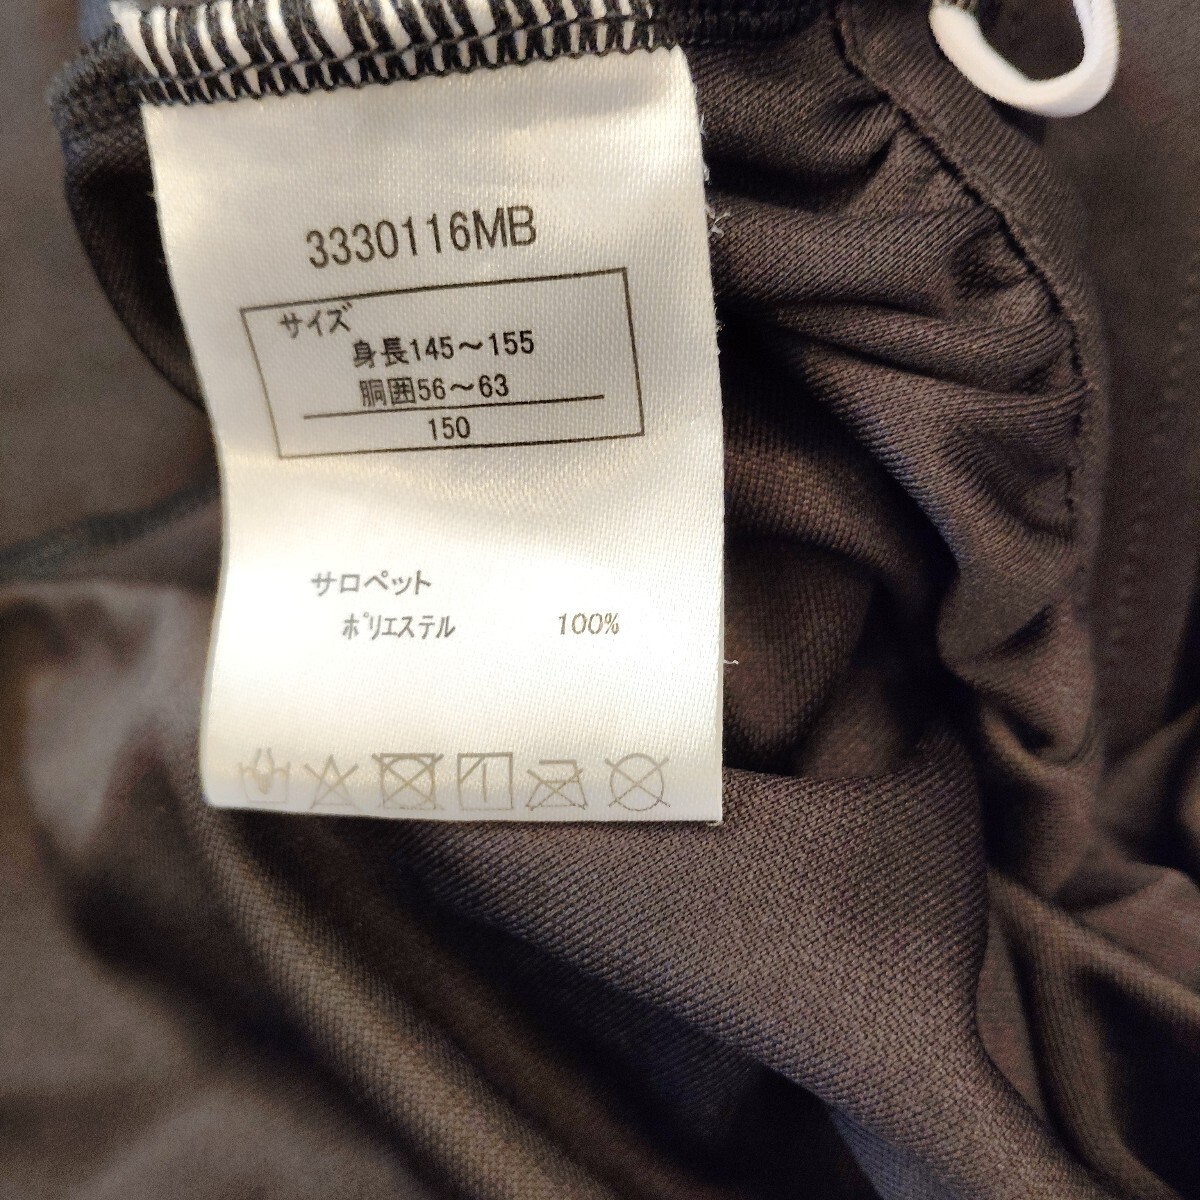 3330116MB
サイズ
身長145～155
胴囲56～63
150
サロペット
ポリエステル 100%